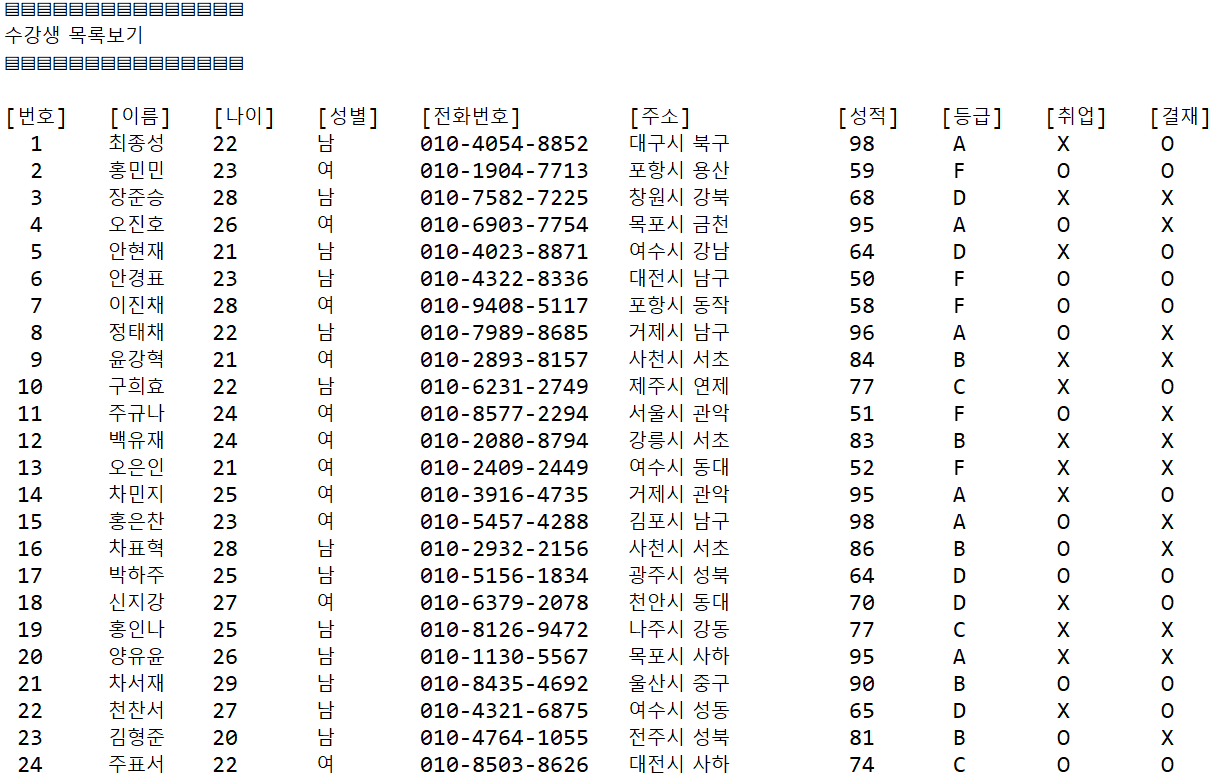 ▤▤▤▤▤▤▤▤▤▤▤▤▤▤▤
수강생 목록보기
▤▤▤▤▤▤▤▤▤▤▤▤▤▤▤
[번호] [이름] [나이] [성별] [전화번호] [주소] [성적] [등급] [취업] [결재]
1 최종성 22 남 010-4054-8852 대구시 북구 98 A X O
2 홍민민 23 여 010-1904-7713 포항시 용산 59 F O O
3 장준승 28 남 010-7582-7225 창원시 강북 68 D X X
4 오진호 26 여 010-6903-7754 목포시 금천 95 A O X
5 안현재 21 남 010-4023-8871 여수시 강남 64 D X O
6 안경표 23 남 010-4322-8336 대전시 남구 50 F O O
7 이진채 28 여 010-9408-5117 포항시 동작 58 F O O
8 정태채 22 남 010-7989-8685 거제시 남구 96 A O X
9 윤강혁 21 여 010-2893-8157 사천시 서초 84 B X X
10 구희효 22 남 010-6231-2749 제주시 연제 77 C X O
11 주규나 24 여 010-8577-2294 서울시 관악 51 F O X
12 백유재 24 여 010-2080-8794 강릉시 서초 83 B X X
13 오은인 21 여 010-2409-2449 여수시 동대 52 F X X
14 차민지 25 여 010-3916-4735 거제시 관악 95 A X O
15 홍은찬 23 여 010-5457-4288 김포시 남구 98 A O X
16 차표혁 28 남 010-2932-2156 사천시 서초 86 B O X
17 박하주 25 남 010-5156-1834 광주시 성북 64 D O O
18 신지강 27 여 010-6379-2078 천안시 동대 70 D X O
19 홍인나 25 남 010-8126-9472 나주시 강동 77 C X X
20 양유윤 26 남 010-1130-5567 목포시 사하 95 A X X
21 차서재 29 남 010-8435-4692 울산시 중구 90 B O O
22 천찬서 27 남 010-4321-6875 여수시 성동 65 D X O
23 김형준 20 남 010-4764-1055 전주시 성북 81 B O X
24 주표서 22 여 010-8503-8626 대전시 사하 74 C O O